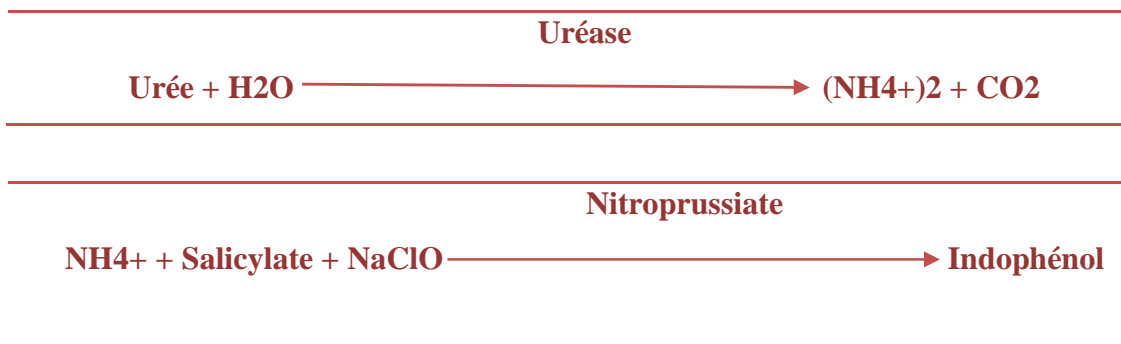 Uréase
Urée + H2O (NH4+)2 + CO2
Nitroprussiate
NH4+ + Salicylate + NaClO Indophénol